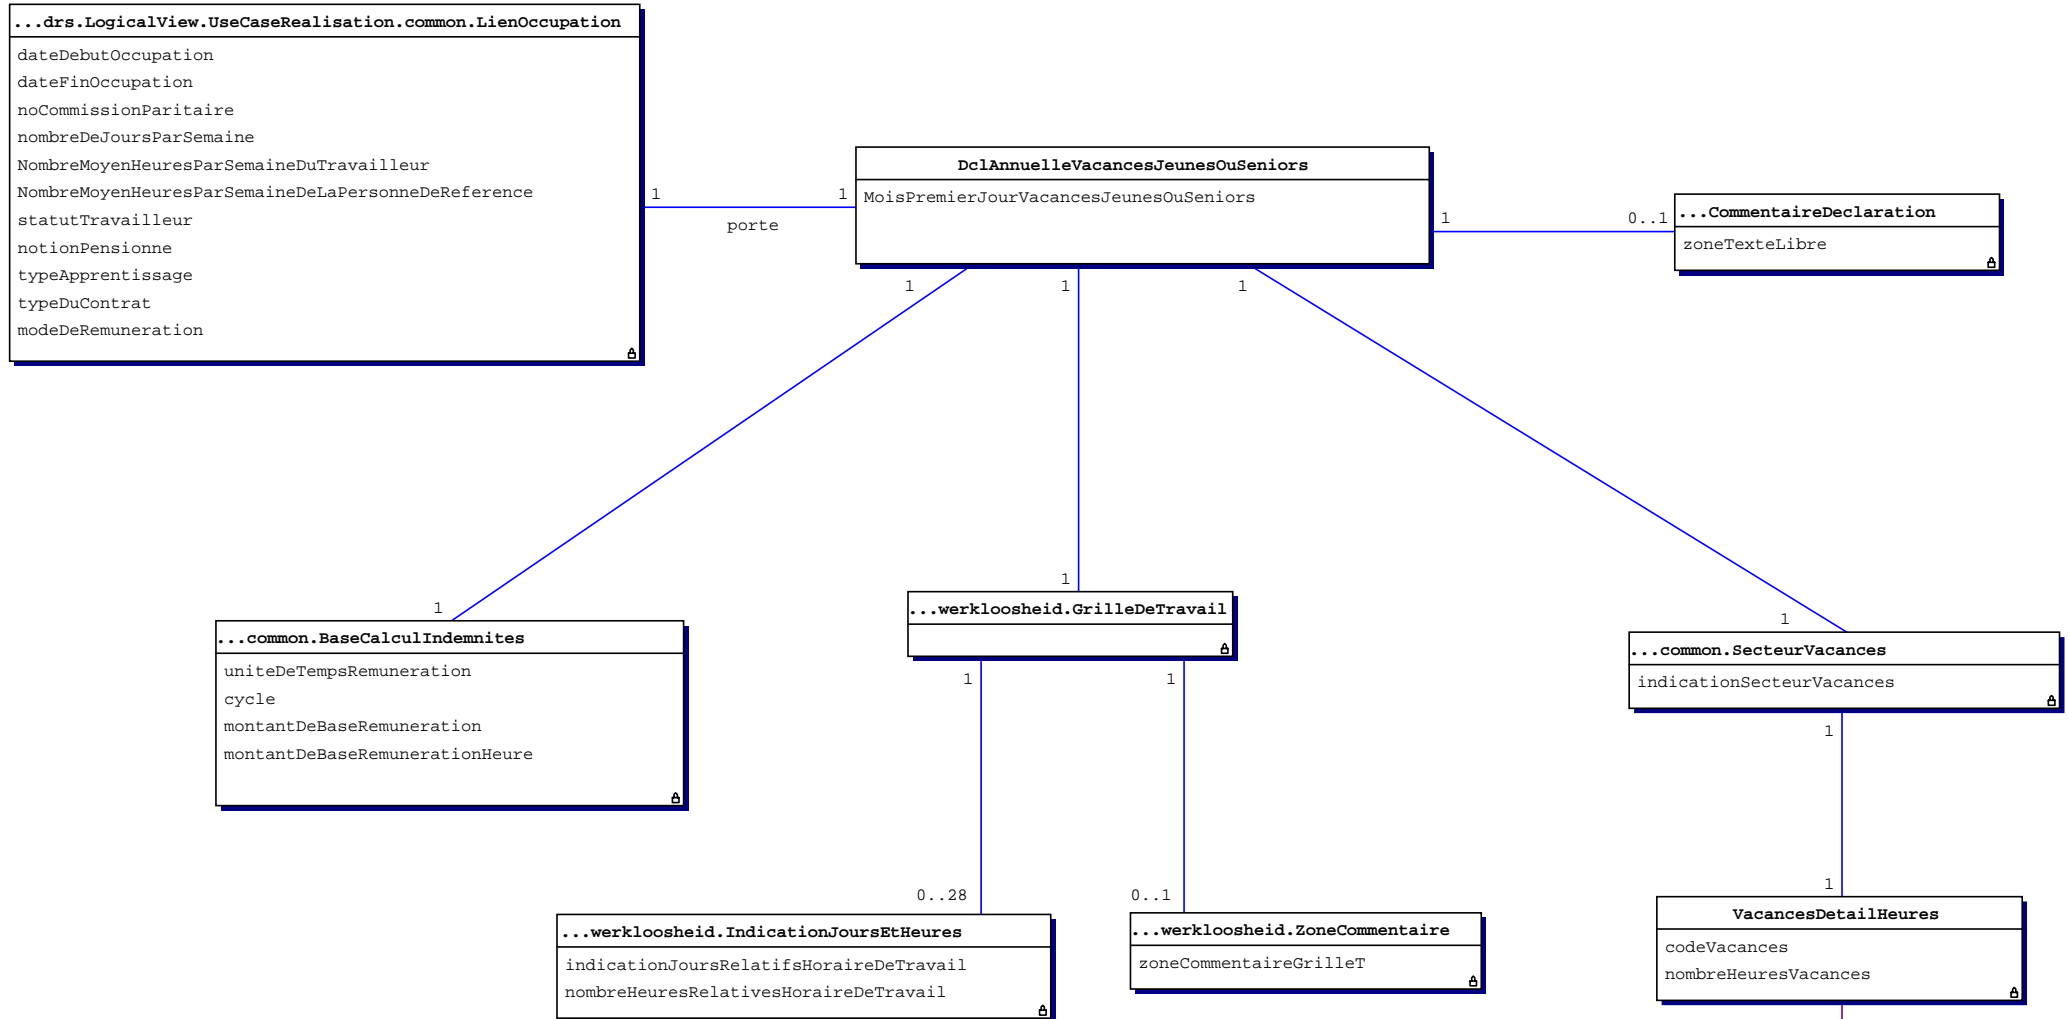 ...drs.LogicalView.UseCaseRealisation.common.LienOccupation
dateDebutOccupation
dateFinOccupation
noCommissionParitaire
nombreDeJoursParSemaine
NombreMoyenHeuresParSemaineDuTravailleur
NombreMoyenHeuresParSemaineDeLaPersonneDeReference
statutTravailleur
notionPensionne
typeApprentissage
typeDuContrat
modeDeRemuneration
1
1
porte
DclAnnuelleVacancesJeunesOuSeniors
MoisPremierJourVacancesJeunesOuSeniors
1
0..1
...CommentaireDeclaration
zoneTexteLibre
1
1
1
1
1
1
...common.BaseCalculIndemnites
uniteDeTempsRemuneration
cycle
montantDeBaseRemuneration
montantDeBaseRemunerationHeure
...werkloosheid.GrilleDeTravail
1
1
...common.SecteurVacances
indicationSecteurVacances
1
0..28
0..1
1
...werkloosheid.IndicationJoursEtHeures
indicationJoursRelatifsHoraireDeTravail
nombreHeuresRelativesHoraireDeTravail
...werkloosheid.ZoneCommentaire
zoneCommentaireGrilleT
VacancesDetailHeures
codeVacances
nombreHeuresVacances